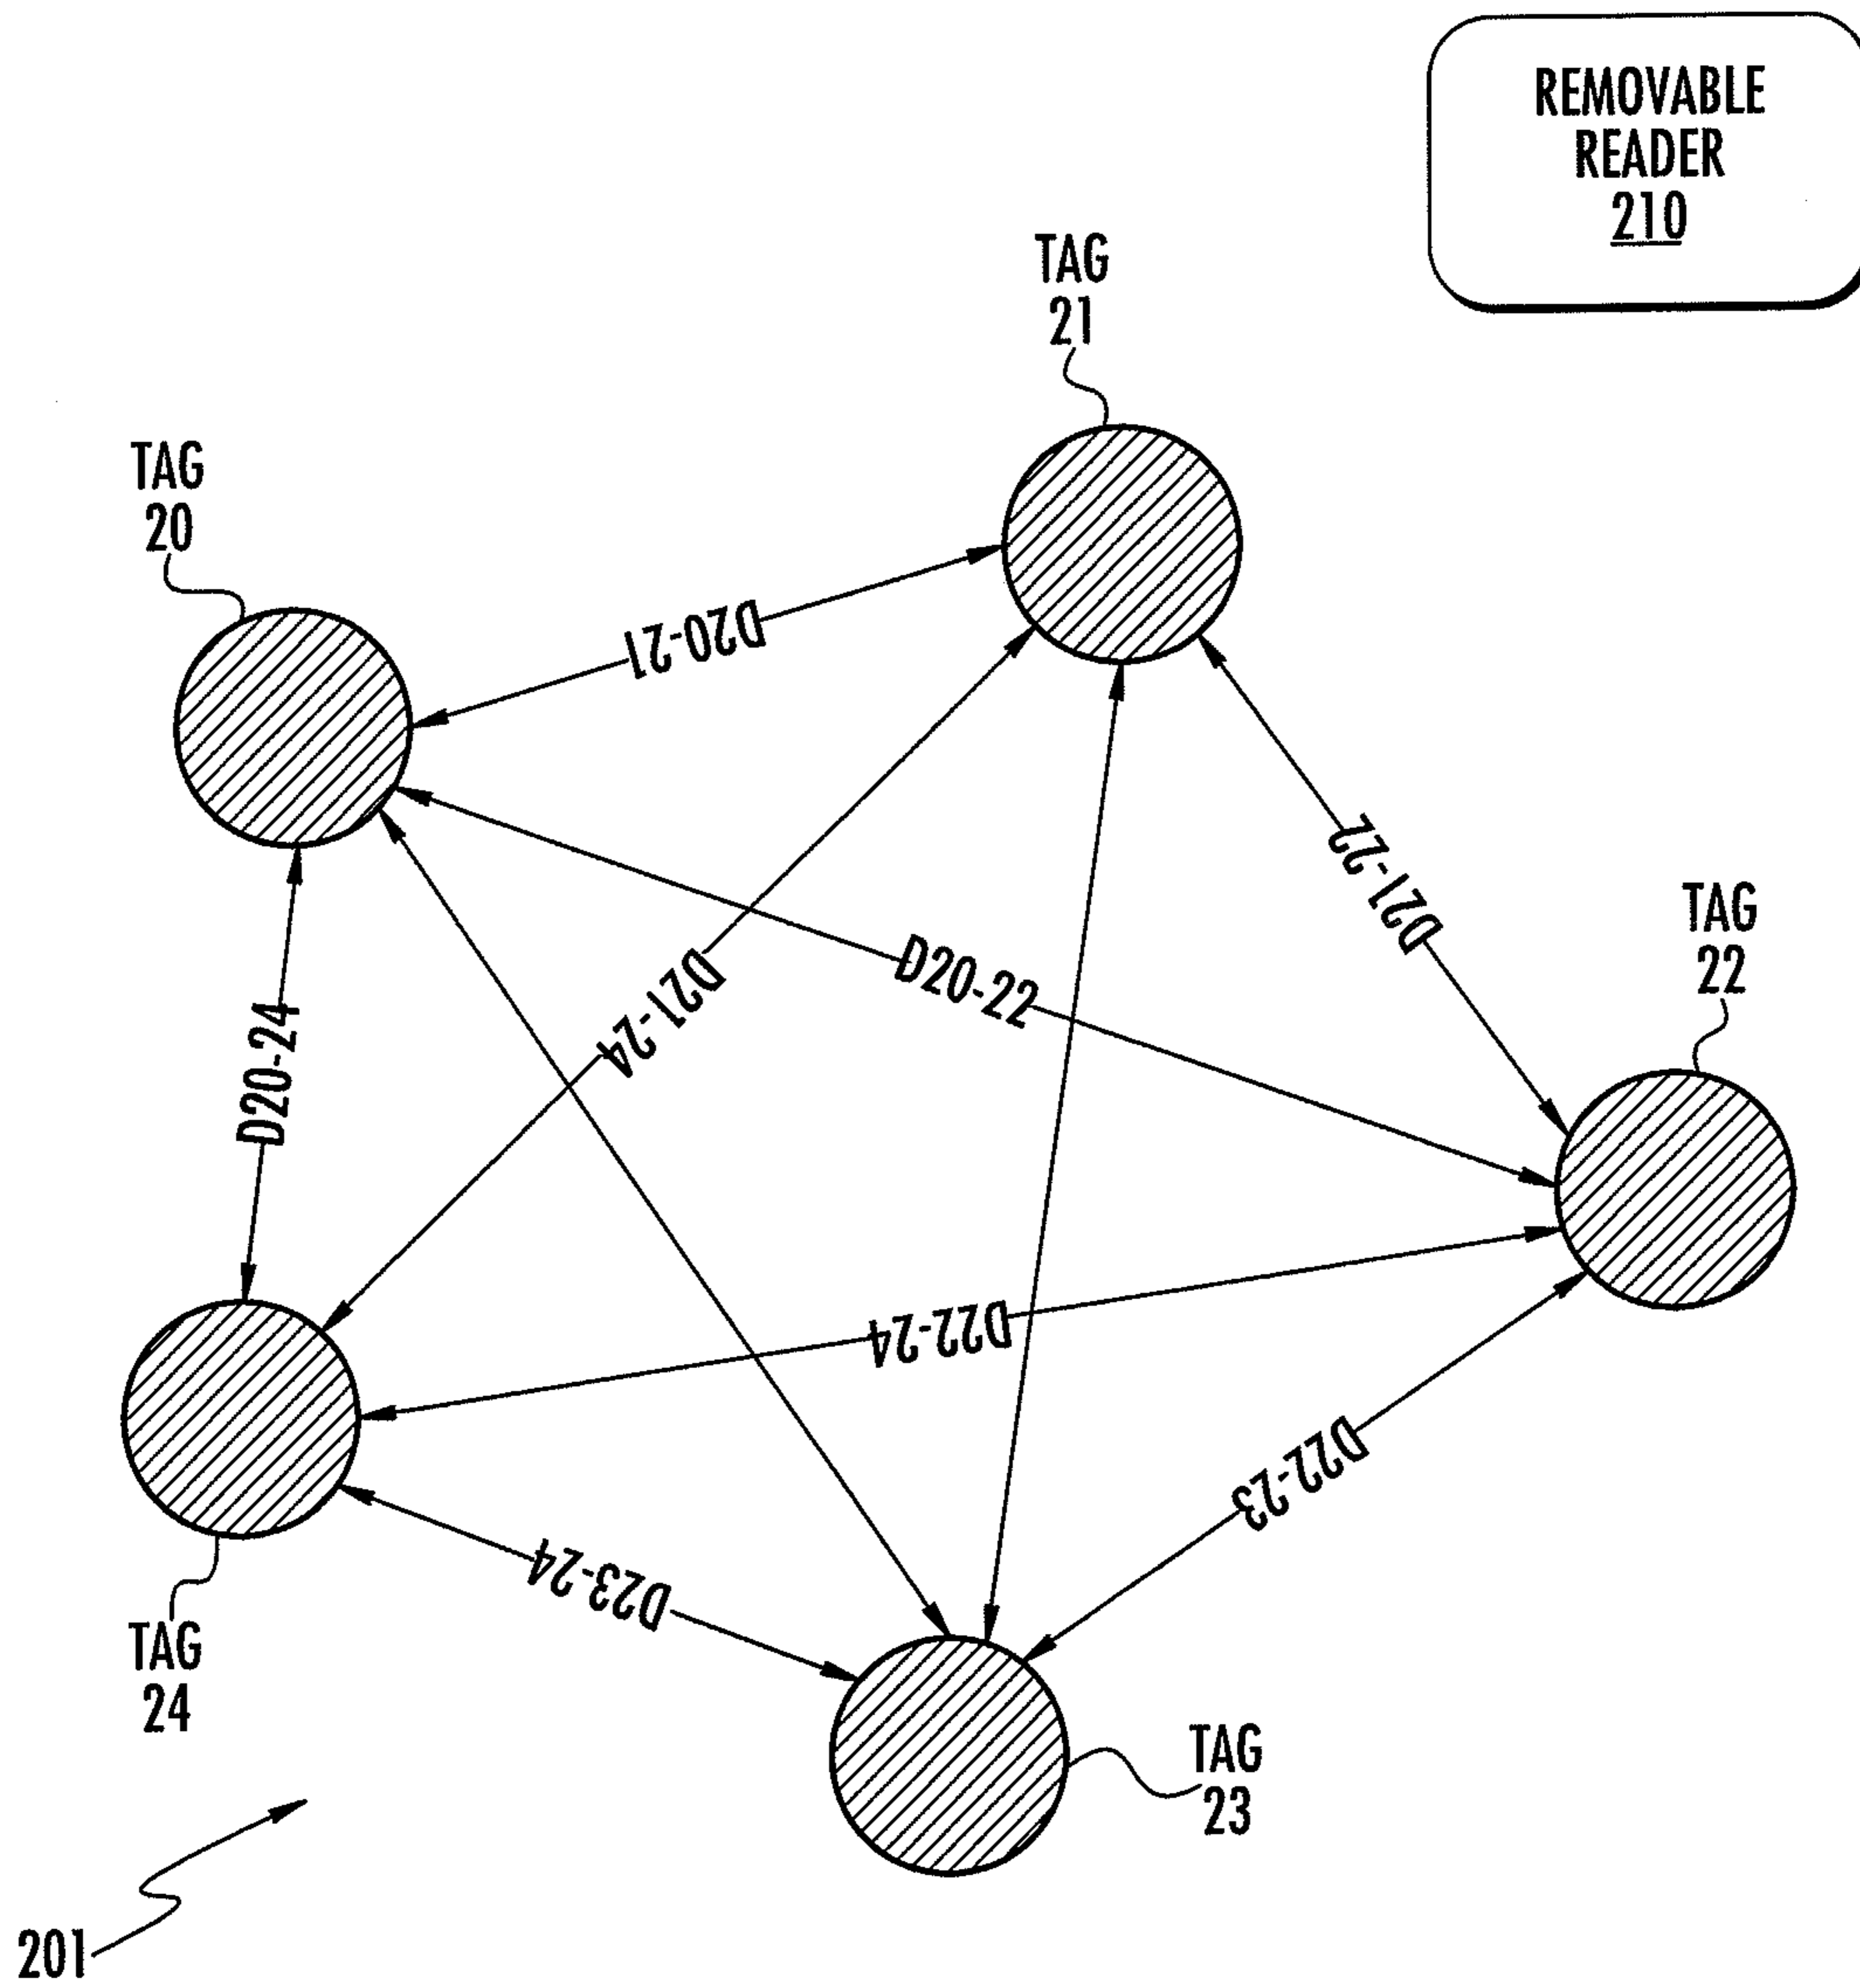 REMOVABLE
READER
210
TAG
21
TAG
20
D20-21
D21-22
TAG
22
D20-22
D21-24
D20-24
D22-24
D22-23
D23-24
TAG
24
TAG
23
201